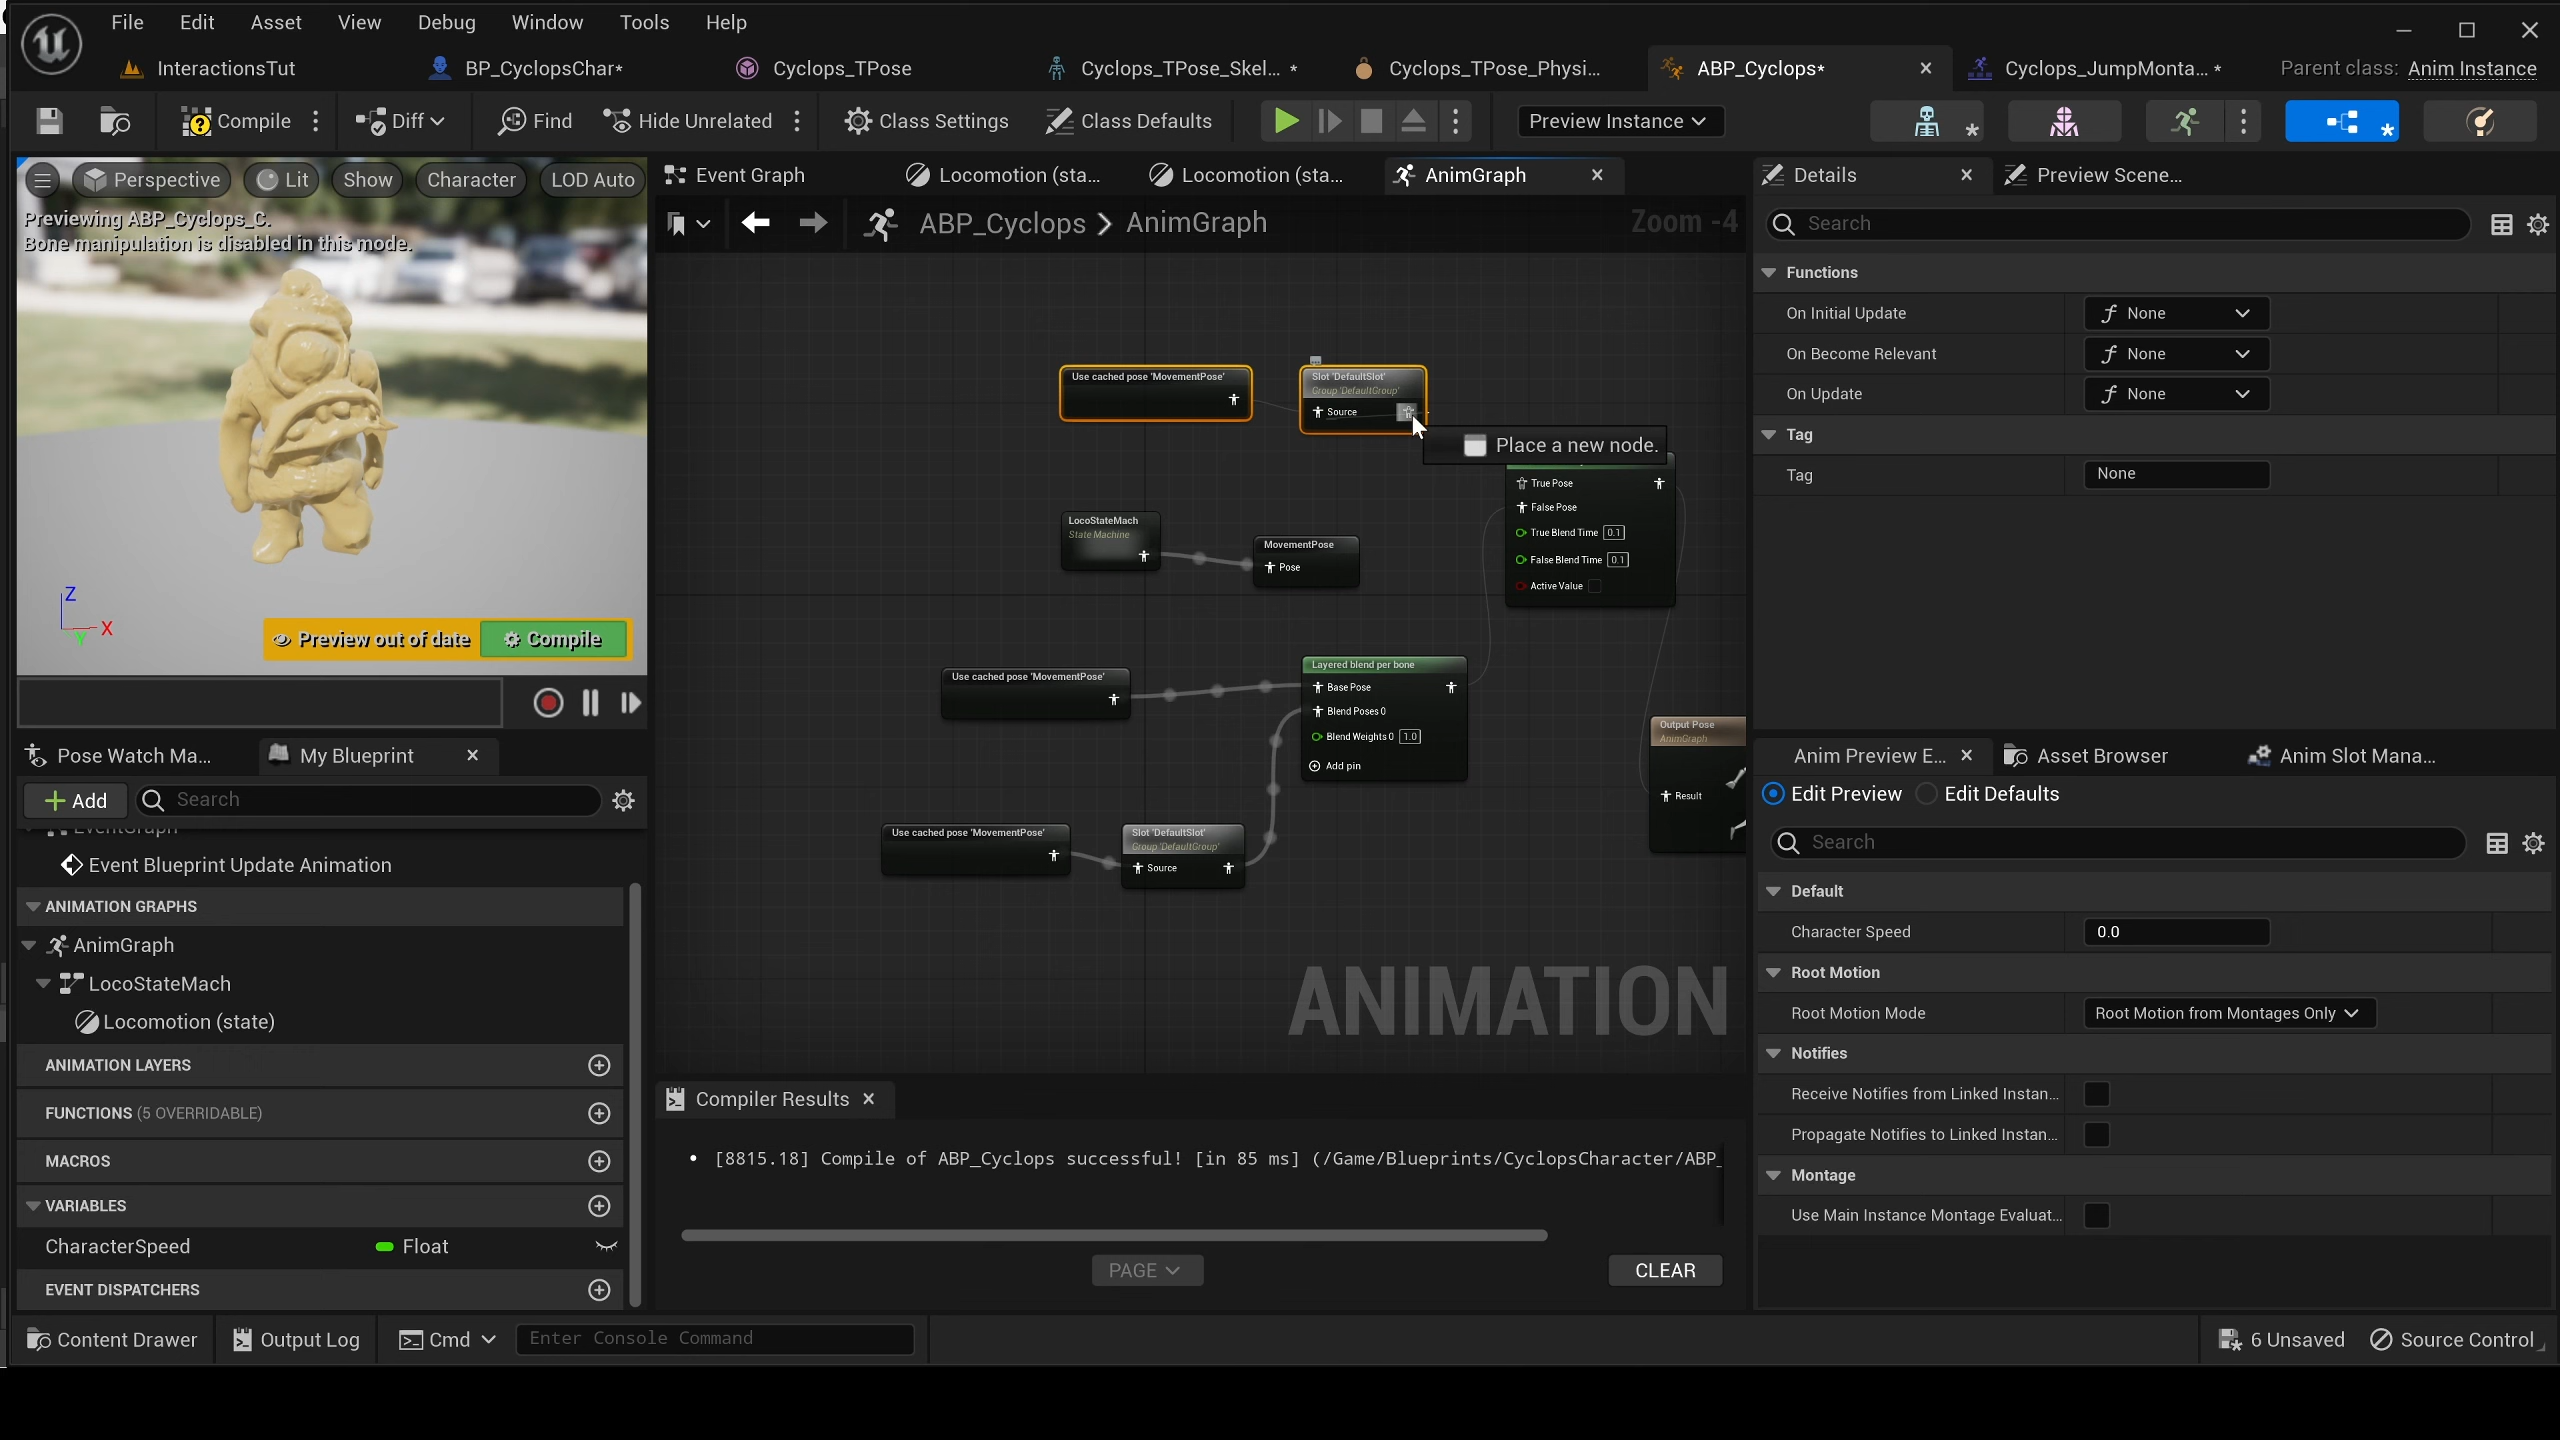 File Edit Asset View Debug Window Tools Help
InteractionsTut BP_CyclopsChar* Cyclops_TPose Cyclops_TPose_Skel... * Cyclops_TPose_Physi... ABP_Cyclops* Cyclops_JumpMonta... * Parent class: Anim Instance
Compile Diff Find Hide Unrelated Class Settings Class Defaults Preview Instance
Perspective Lit Show Character LOD Auto
Previewing ABP_Cyclops_C.
Bone manipulation is disabled in this mode.
Z
X
Y
Preview out of date Compile
Pose Watch Ma... My Blueprint
Add Search
EventGraph
Event Blueprint Update Animation
ANIMATION GRAPHS
AnimGraph
LocoStateMach
Locomotion (state)
ANIMATION LAYERS
FUNCTIONS (5 OVERRIDABLE)
MACROS
VARIABLES
CharacterSpeed Float
EVENT DISPATCHERS
Event Graph Locomotion (sta... Locomotion (sta... AnimGraph
ABP_Cyclops > AnimGraph Zoom -4
Use cached pose 'MovementPose'
Slot 'DefaultSlot'
Group 'DefaultGroup'
Source
Place a new node.
True Pose
False Pose
True Blend Time 0.1
False Blend Time 0.1
Active Value
LocoStateMach
State Machine
MovementPose
Pose
Use cached pose 'MovementPose'
Layered blend per bone
Base Pose
Blend Poses 0
Blend Weights 0 1.0
Add pin
Output Pose
AnimGraph
Result
Use cached pose 'MovementPose'
Slot 'DefaultSlot'
Group 'DefaultGroup'
Source
ANIMATION
Compiler Results
• [8815.18] Compile of ABP_Cyclops successful! [in 85 ms] (/Game/Blueprints/CyclopsCharacter/ABP_
PAGE CLEAR
Details Preview Scene...
Search
Functions
On Initial Update None
On Become Relevant None
On Update None
Tag
Tag None
Anim Preview E... Asset Browser Anim Slot Mana...
Edit Preview Edit Defaults
Search
Default
Character Speed 0.0
Root Motion
Root Motion Mode Root Motion from Montages Only
Notifies
Receive Notifies from Linked Instan...
Propagate Notifies to Linked Instan...
Montage
Use Main Instance Montage Evaluat...
Content Drawer Output Log Cmd Enter Console Command 6 Unsaved Source Control